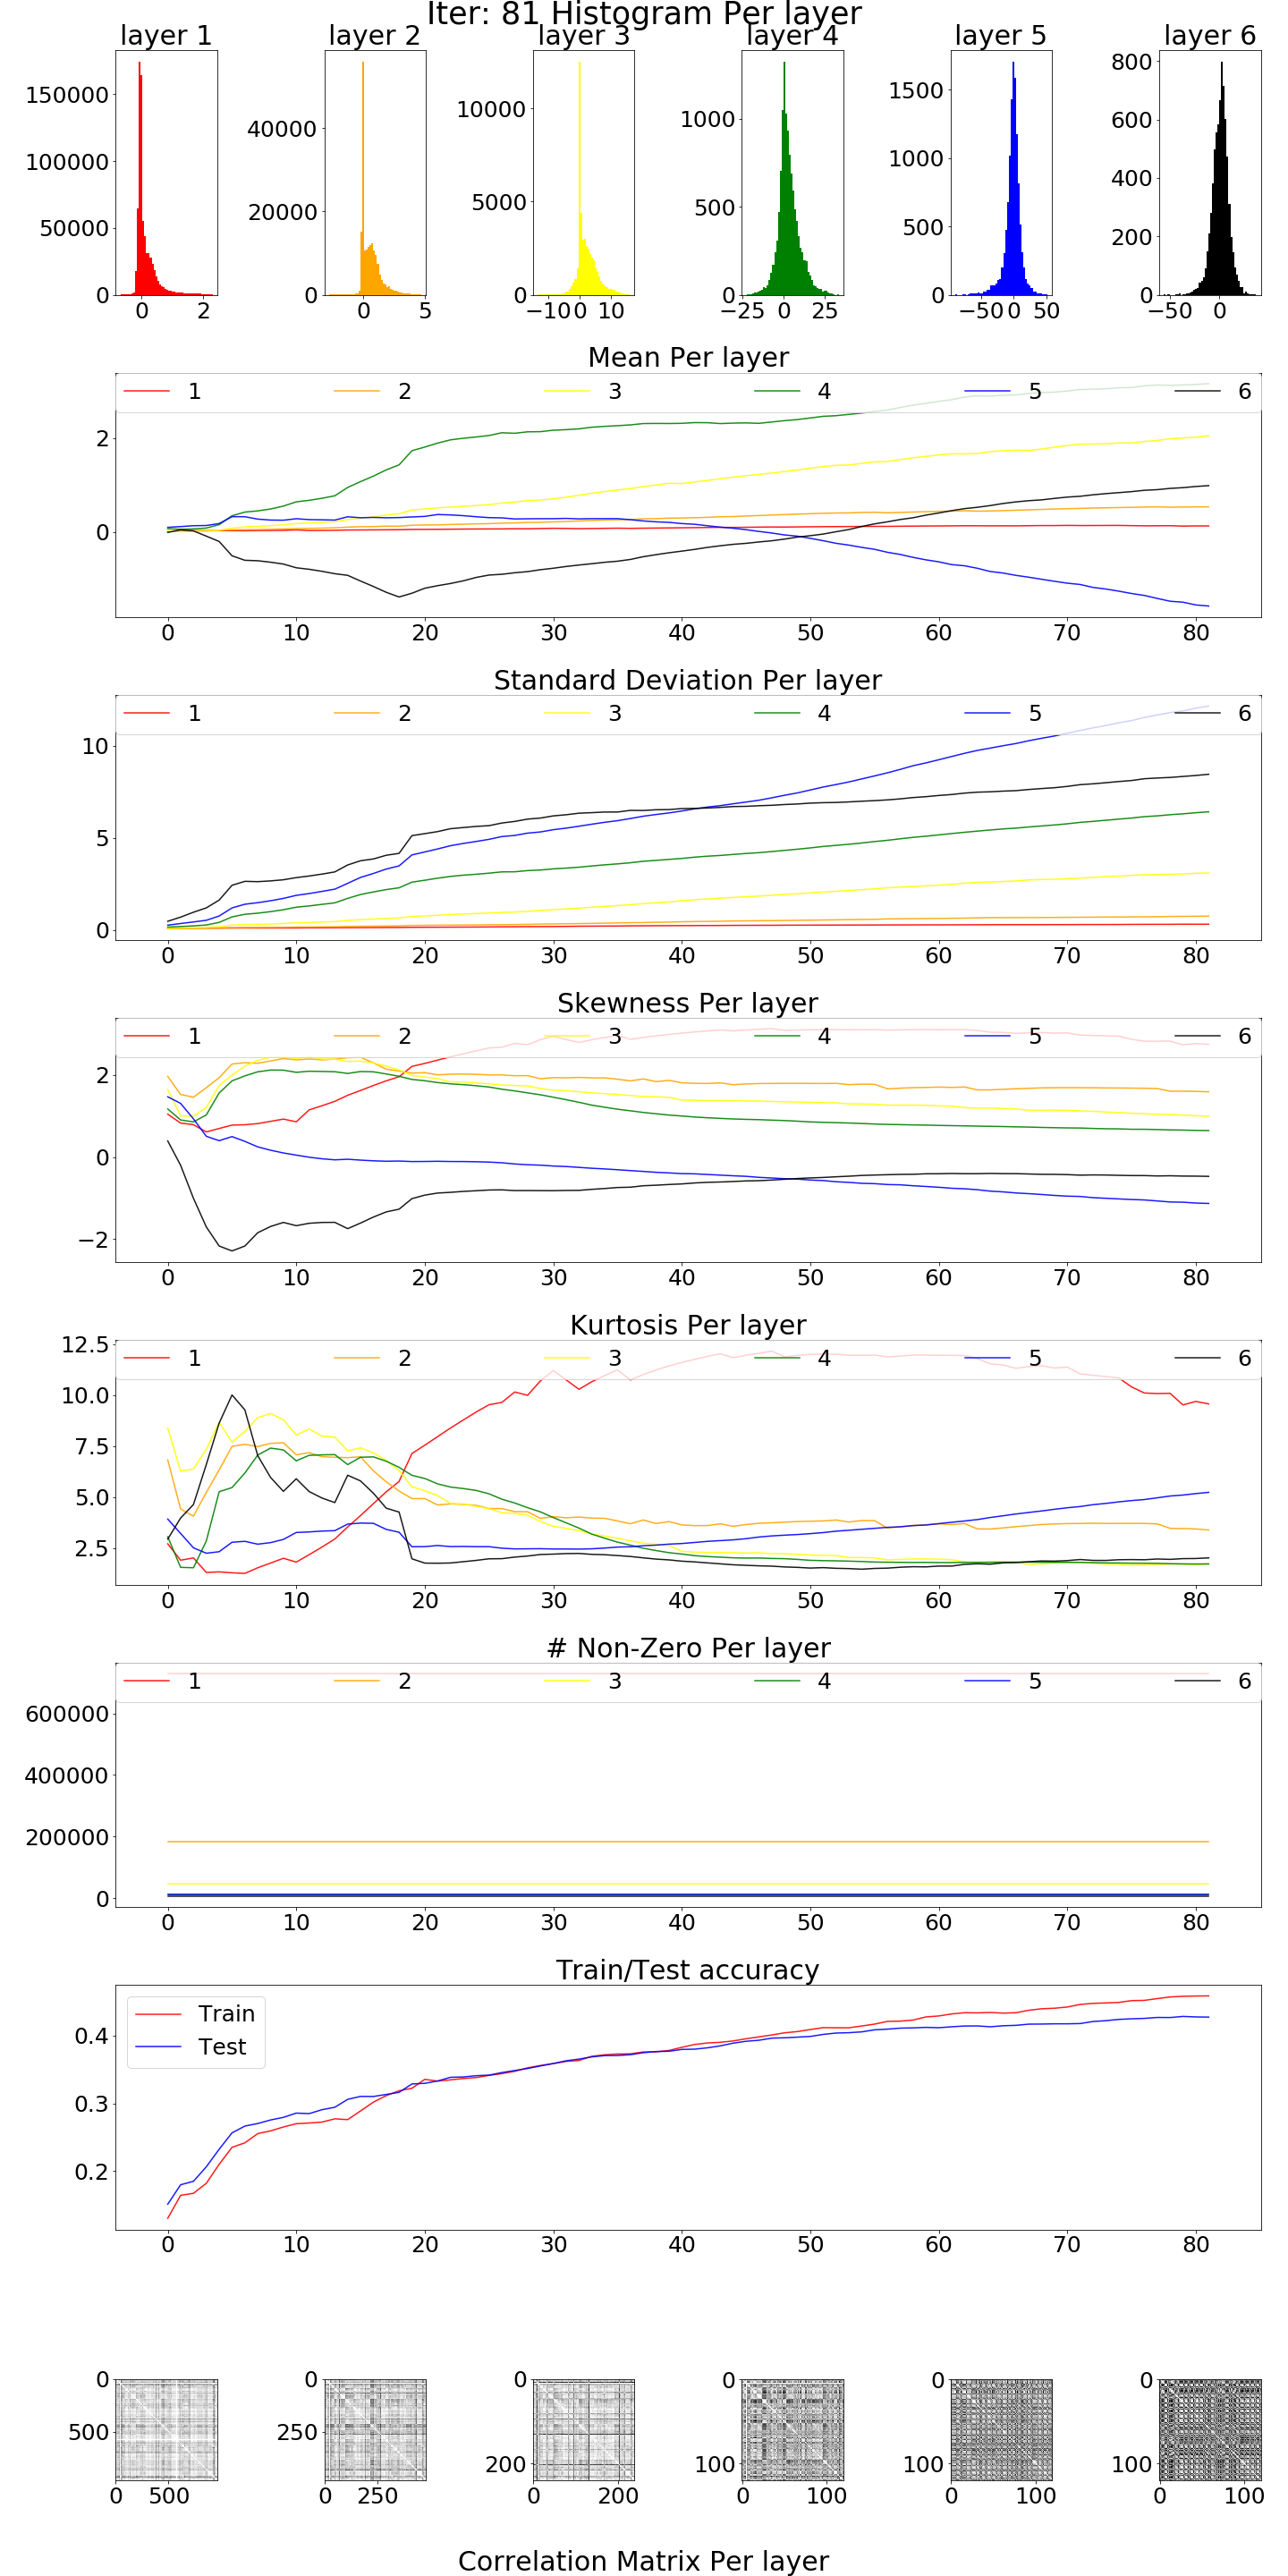 Iter: 81 Histogram Per layer
layer 1 layer 2 layer 3 layer 4 layer 5 layer 6
150000
100000
50000
0
0 2
40000
20000
0
0 5
10000
5000
0
−10 0 10
1000
500
0
−25 0 25
1500
1000
500
0
−50 0 50
800
600
400
200
0
−50 0
Mean Per layer
1 2 3 4 5 6
2
0
0 10 20 30 40 50 60 70 80
Standard Deviation Per layer
1 2 3 4 5 6
10
5
0
0 10 20 30 40 50 60 70 80
Skewness Per layer
1 2 3 4 5 6
2
0
−2
0 10 20 30 40 50 60 70 80
Kurtosis Per layer
12.5
1 2 3 4 5 6
10.0
7.5
5.0
2.5
0 10 20 30 40 50 60 70 80
# Non-Zero Per layer
1 2 3 4 5 6
600000
400000
200000
0
0 10 20 30 40 50 60 70 80
Train/Test accuracy
Train
Test
0.4
0.3
0.2
0 10 20 30 40 50 60 70 80
0
500
0 500
0
250
0 250
0
200
0 200
0
100
0 100
0
100
0 100
0
100
0 100
Correlation Matrix Per layer